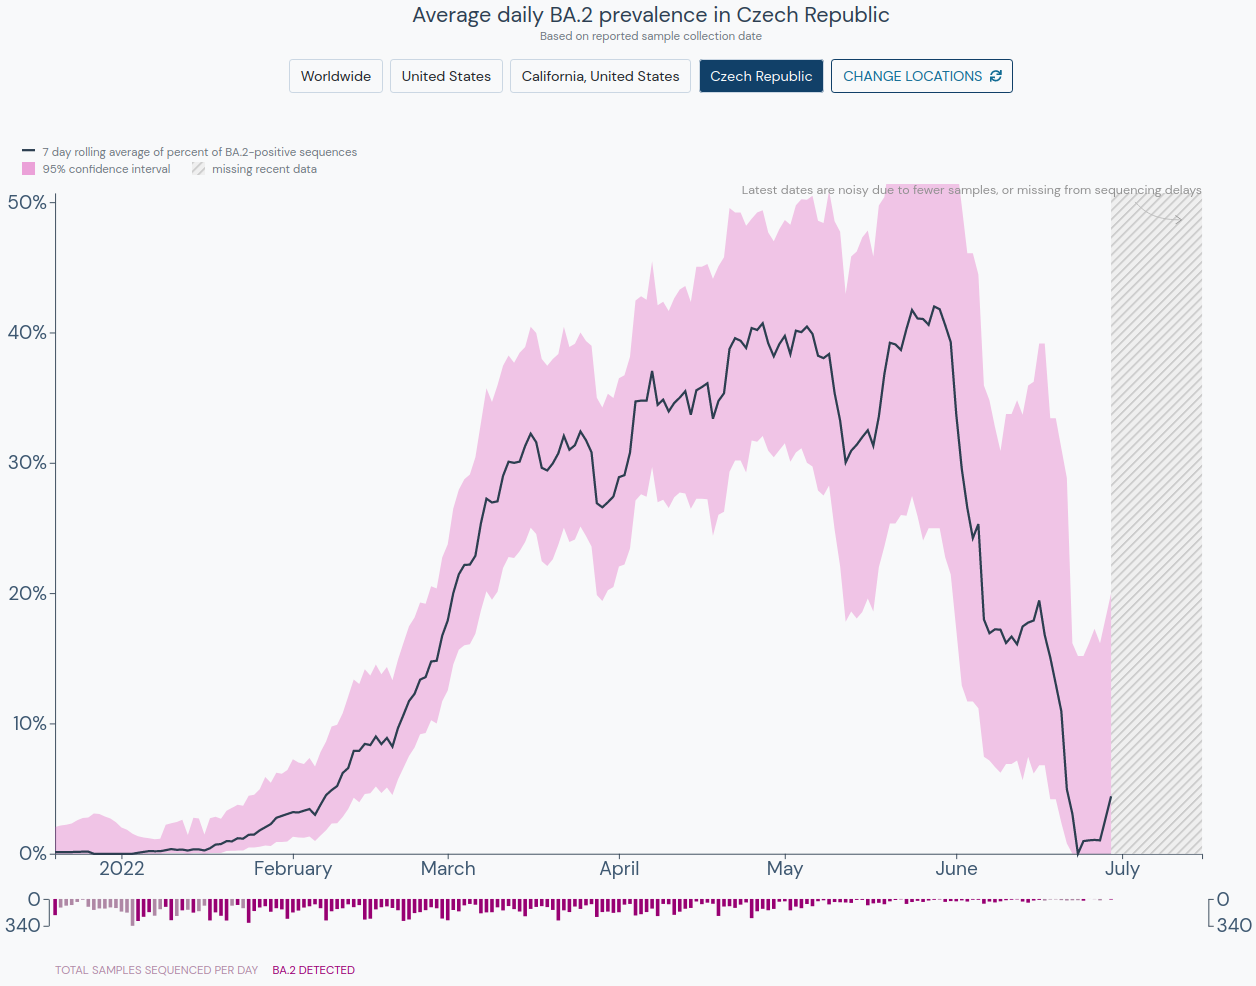 Average daily BA.2 prevalence in Czech Republic
Based on reported sample collection date
Worldwide United States California, United States Czech Republic CHANGE LOCATIONS
7 day rolling average of percent of BA.2-positive sequences
95% confidence interval missing recent data
Latest dates are noisy due to fewer samples, or missing from sequencing delays
50%
40%
30%
20%
10%
0%
2022 February March April May June July
0 0
340 340
TOTAL SAMPLES SEQUENCED PER DAY BA.2 DETECTED